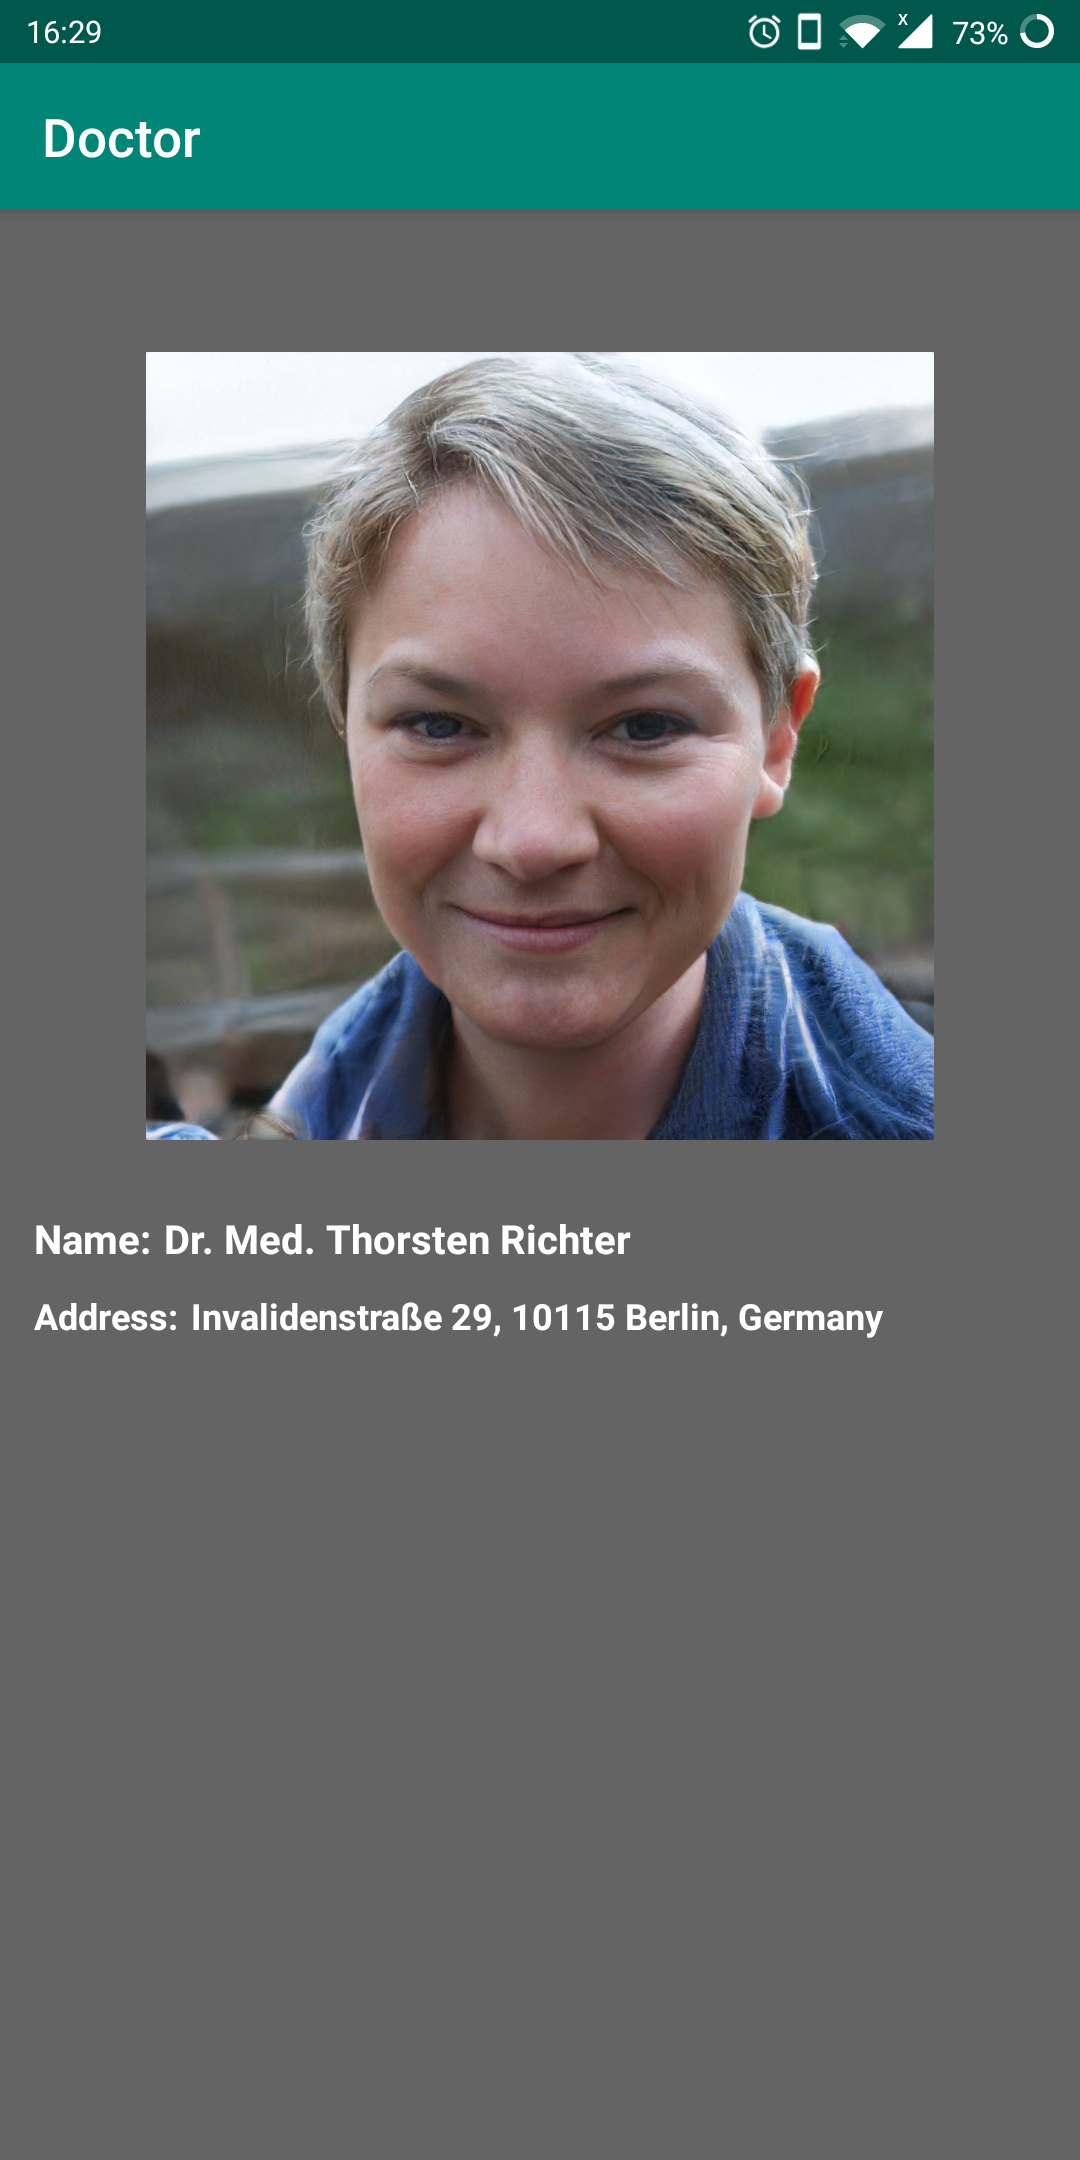 16:29
x
73%
Doctor
Name: Dr. Med. Thorsten Richter
Address: Invalidenstraße 29, 10115 Berlin, Germany